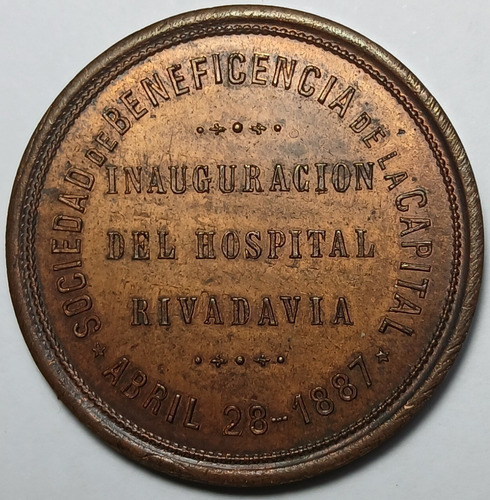 SOCIEDAD DE BENEFICENCIA DE LA CAPITAL
INAUGURACION
DEL HOSPITAL
RIVADAVIA
* ABRIL 28-1887 *